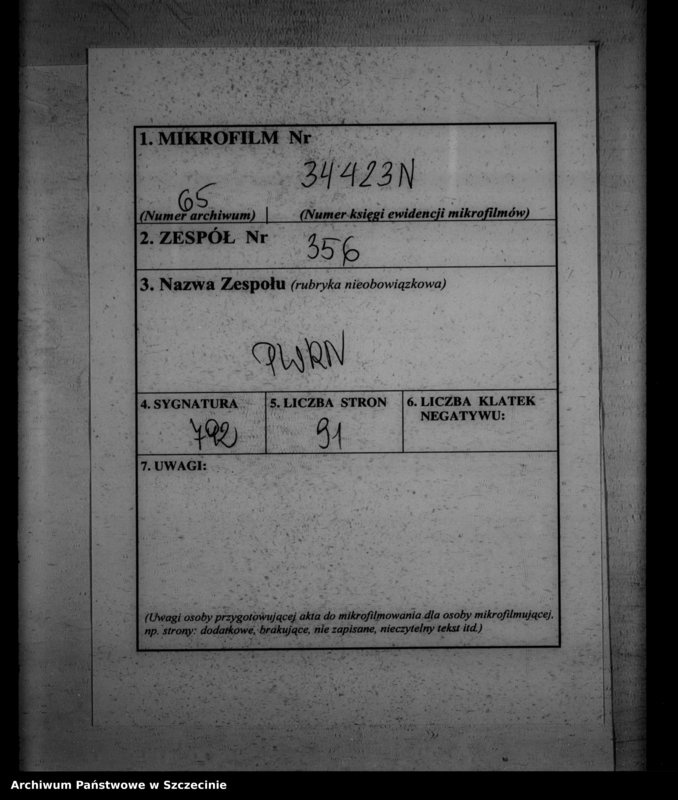 1. MIKROFILM Nr
34423N
65
(Numer archiwum) (Numer księgi ewidencji mikrofilmów)
2. ZESPÓŁ Nr
356
3. Nazwa Zespołu (rubryka nieobowiązkowa)
PWRN
4. SYGNATURA 5. LICZBA STRON 6. LICZBA KLATEK
NEGATYWU:
792 91
7. UWAGI:
(Uwagi osoby przygotowującej akta do mikrofilmowania dla osoby mikrofilmującej,
np. strony: dodatkowe, brakujące, nie zapisane, nieczytelny tekst itd.)
Archiwum Państwowe w Szczecinie